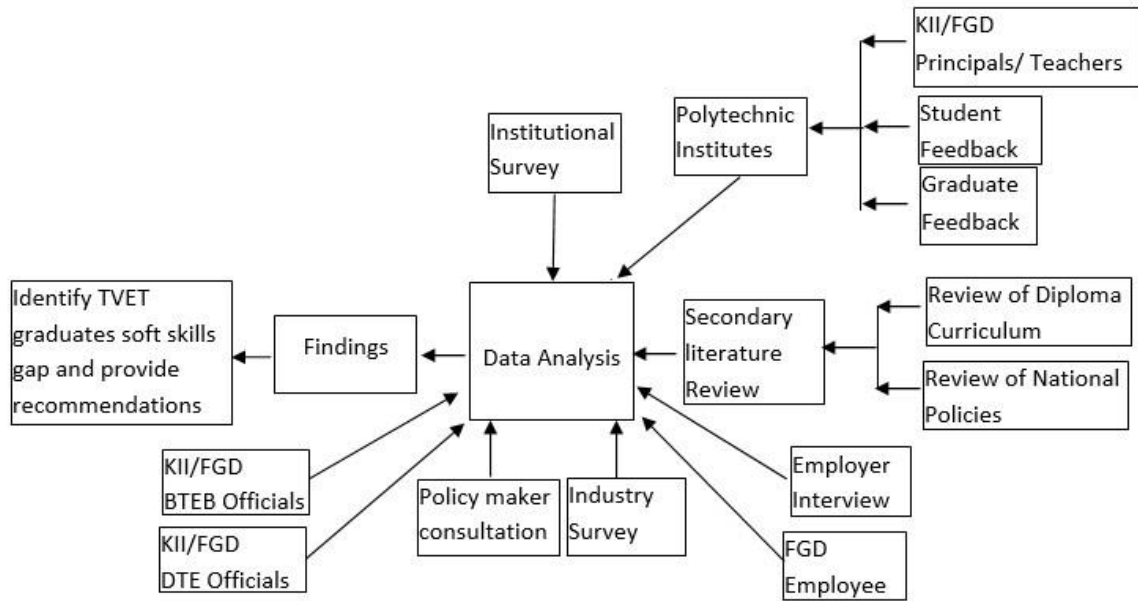 KII/FGD
Principals/ Teachers
Institutional
Survey
Polytechnic
Institutes
Student
Feedback
Graduate
Feedback
Identify TVET
graduates soft skills
gap and provide
recommendations
Findings
Data Analysis
Secondary
literature
Review
Review of Diploma
Curriculum
Review of National
Policies
KII/FGD
BTEB Officials
KII/FGD
DTE Officials
Policy maker
consultation
Industry
Survey
Employer
Interview
FGD
Employee